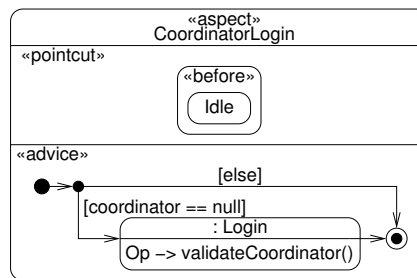 «aspect»
CoordinatorLogin
«pointcut»
«before»
Idle
«advice»
[else]
[coordinator == null]
: Login
Op −> validateCoordinator()